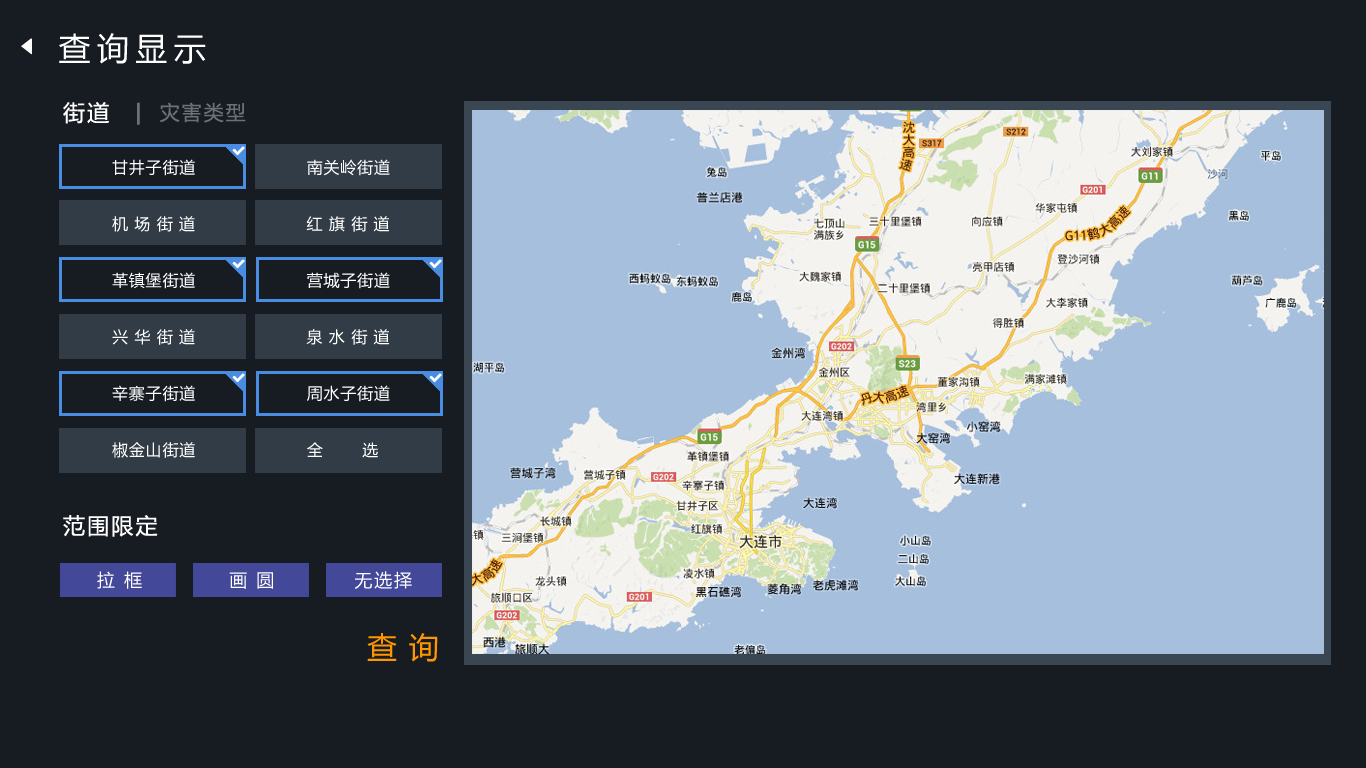 查询显示
街道 | 灾害类型
甘井子街道 南关岭街道
机场街道 红旗街道
革镇堡街道 营城子街道
兴华街道 泉水街道
辛寨子街道 周水子街道
椒金山街道 全 选
范围限定
拉框 画圆 无选择
查询
沈大高速
S317
S212
大刘家镇
平岛
兔岛
G11
沙河
普兰店港
G201
华家屯镇
黑岛
七顶山
满族乡
三十里堡镇
向应镇
G11鹤大高速
G15
登沙河镇
亮甲店镇
大魏家镇
西蚂蚁岛
东蚂蚁岛
葫芦岛
二十里堡镇
鹿岛
大李家镇
广鹿岛
得胜镇
G202
金州湾
S23
湖平岛
金州区
董家沟镇
满家滩镇
丹大高速
湾里乡
大连湾镇
小窑湾
G15
大窑湾
革镇堡镇
营城子湾
营城子镇
G202
大连新港
辛寨子镇
甘井子区
大连湾
长城镇
红旗镇
镇
三涧堡镇
大连市
小山岛
二山岛
大高速
凌水镇
龙头镇
大山岛
老虎滩湾
菱角湾
黑石礁湾
旅顺口区
G201
G202
西港
旅顺大
老偏岛